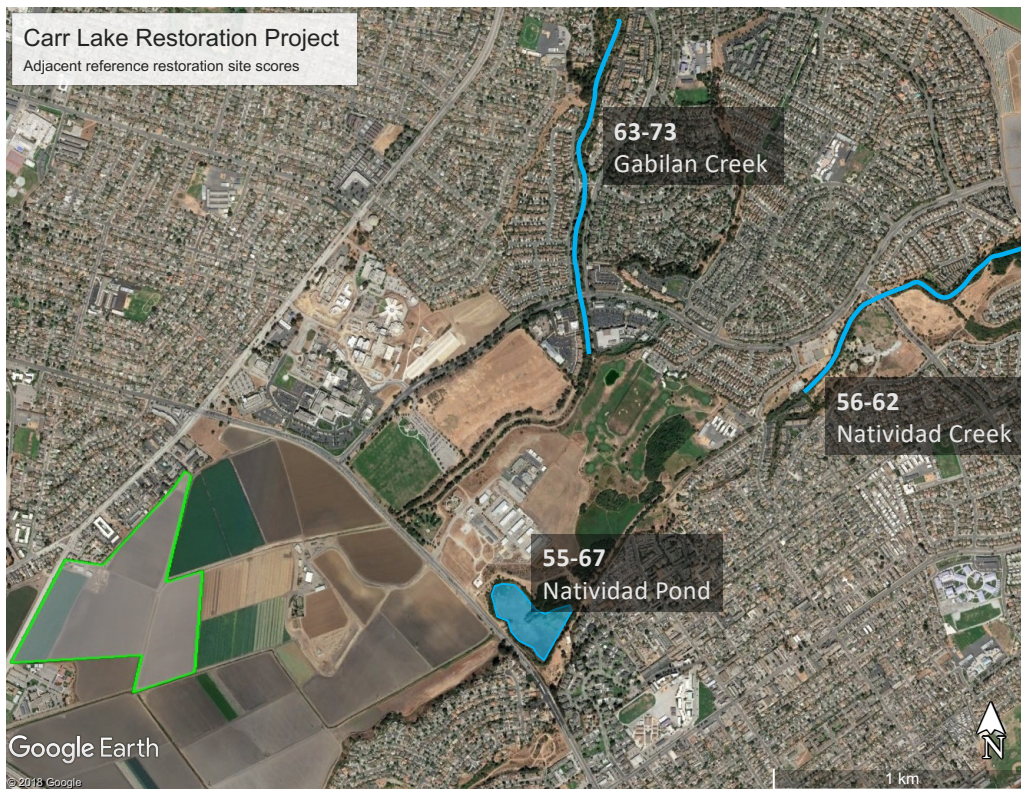 Carr Lake Restoration Project
Adjacent reference restoration site scores
63-73
Gabilan Creek
56-62
Natividad Creek
55-67
Natividad Pond
N
Google Earth
© 2018 Google
1 km